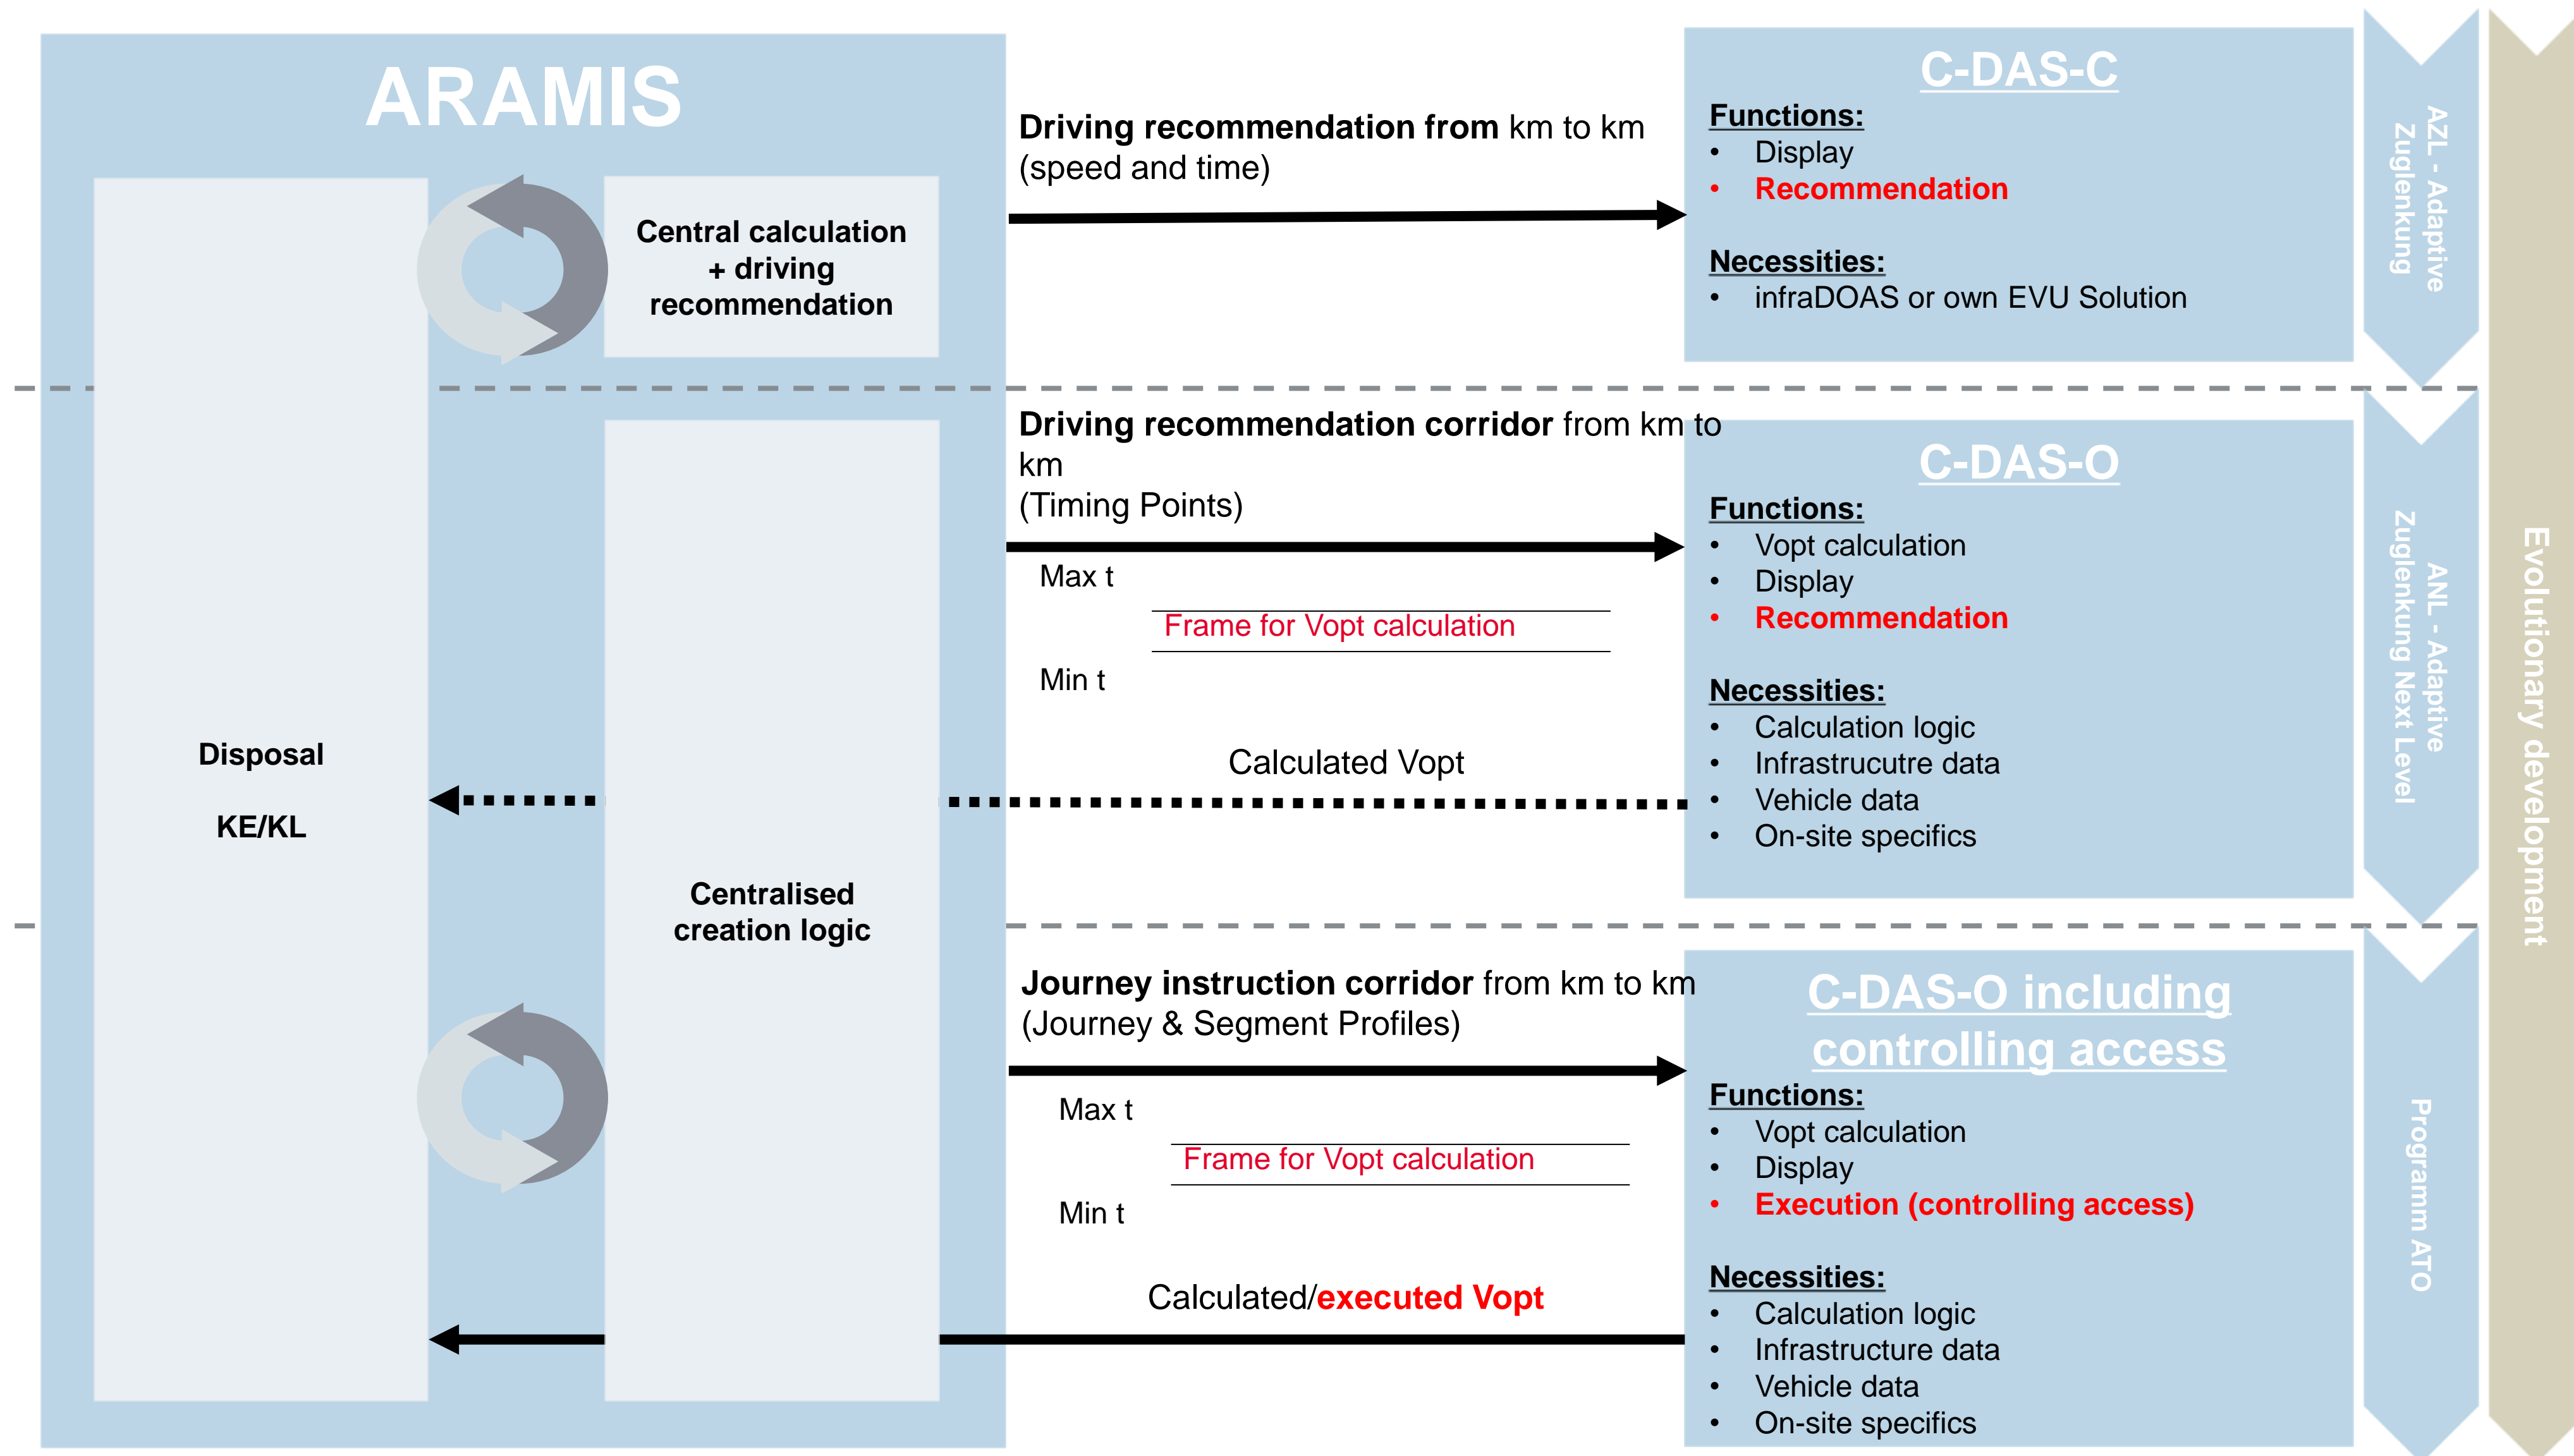 ARAMIS
Disposal
KE/KL
Central calculation
+ driving
recommendation
Centralised
creation logic
Driving recommendation from km to km
(speed and time)
C-DAS-C
Functions:
• Display
• Recommendation
Necessities:
• infraDOAS or own EVU Solution
AZL - Adaptive
Zuglenkung
Driving recommendation corridor from km to
km
(Timing Points)
Max t
Frame for Vopt calculation
Min t
Calculated Vopt
C-DAS-O
Functions:
• Vopt calculation
• Display
• Recommendation
Necessities:
• Calculation logic
• Infrastrucutre data
• Vehicle data
• On-site specifics
ANL - Adaptive
Zuglenkung Next Level
Journey instruction corridor from km to km
(Journey & Segment Profiles)
Max t
Frame for Vopt calculation
Min t
Calculated/executed Vopt
C-DAS-O including
controlling access
Functions:
• Vopt calculation
• Display
• Execution (controlling access)
Necessities:
• Calculation logic
• Infrastructure data
• Vehicle data
• On-site specifics
Programm ATO
Evolutionary development